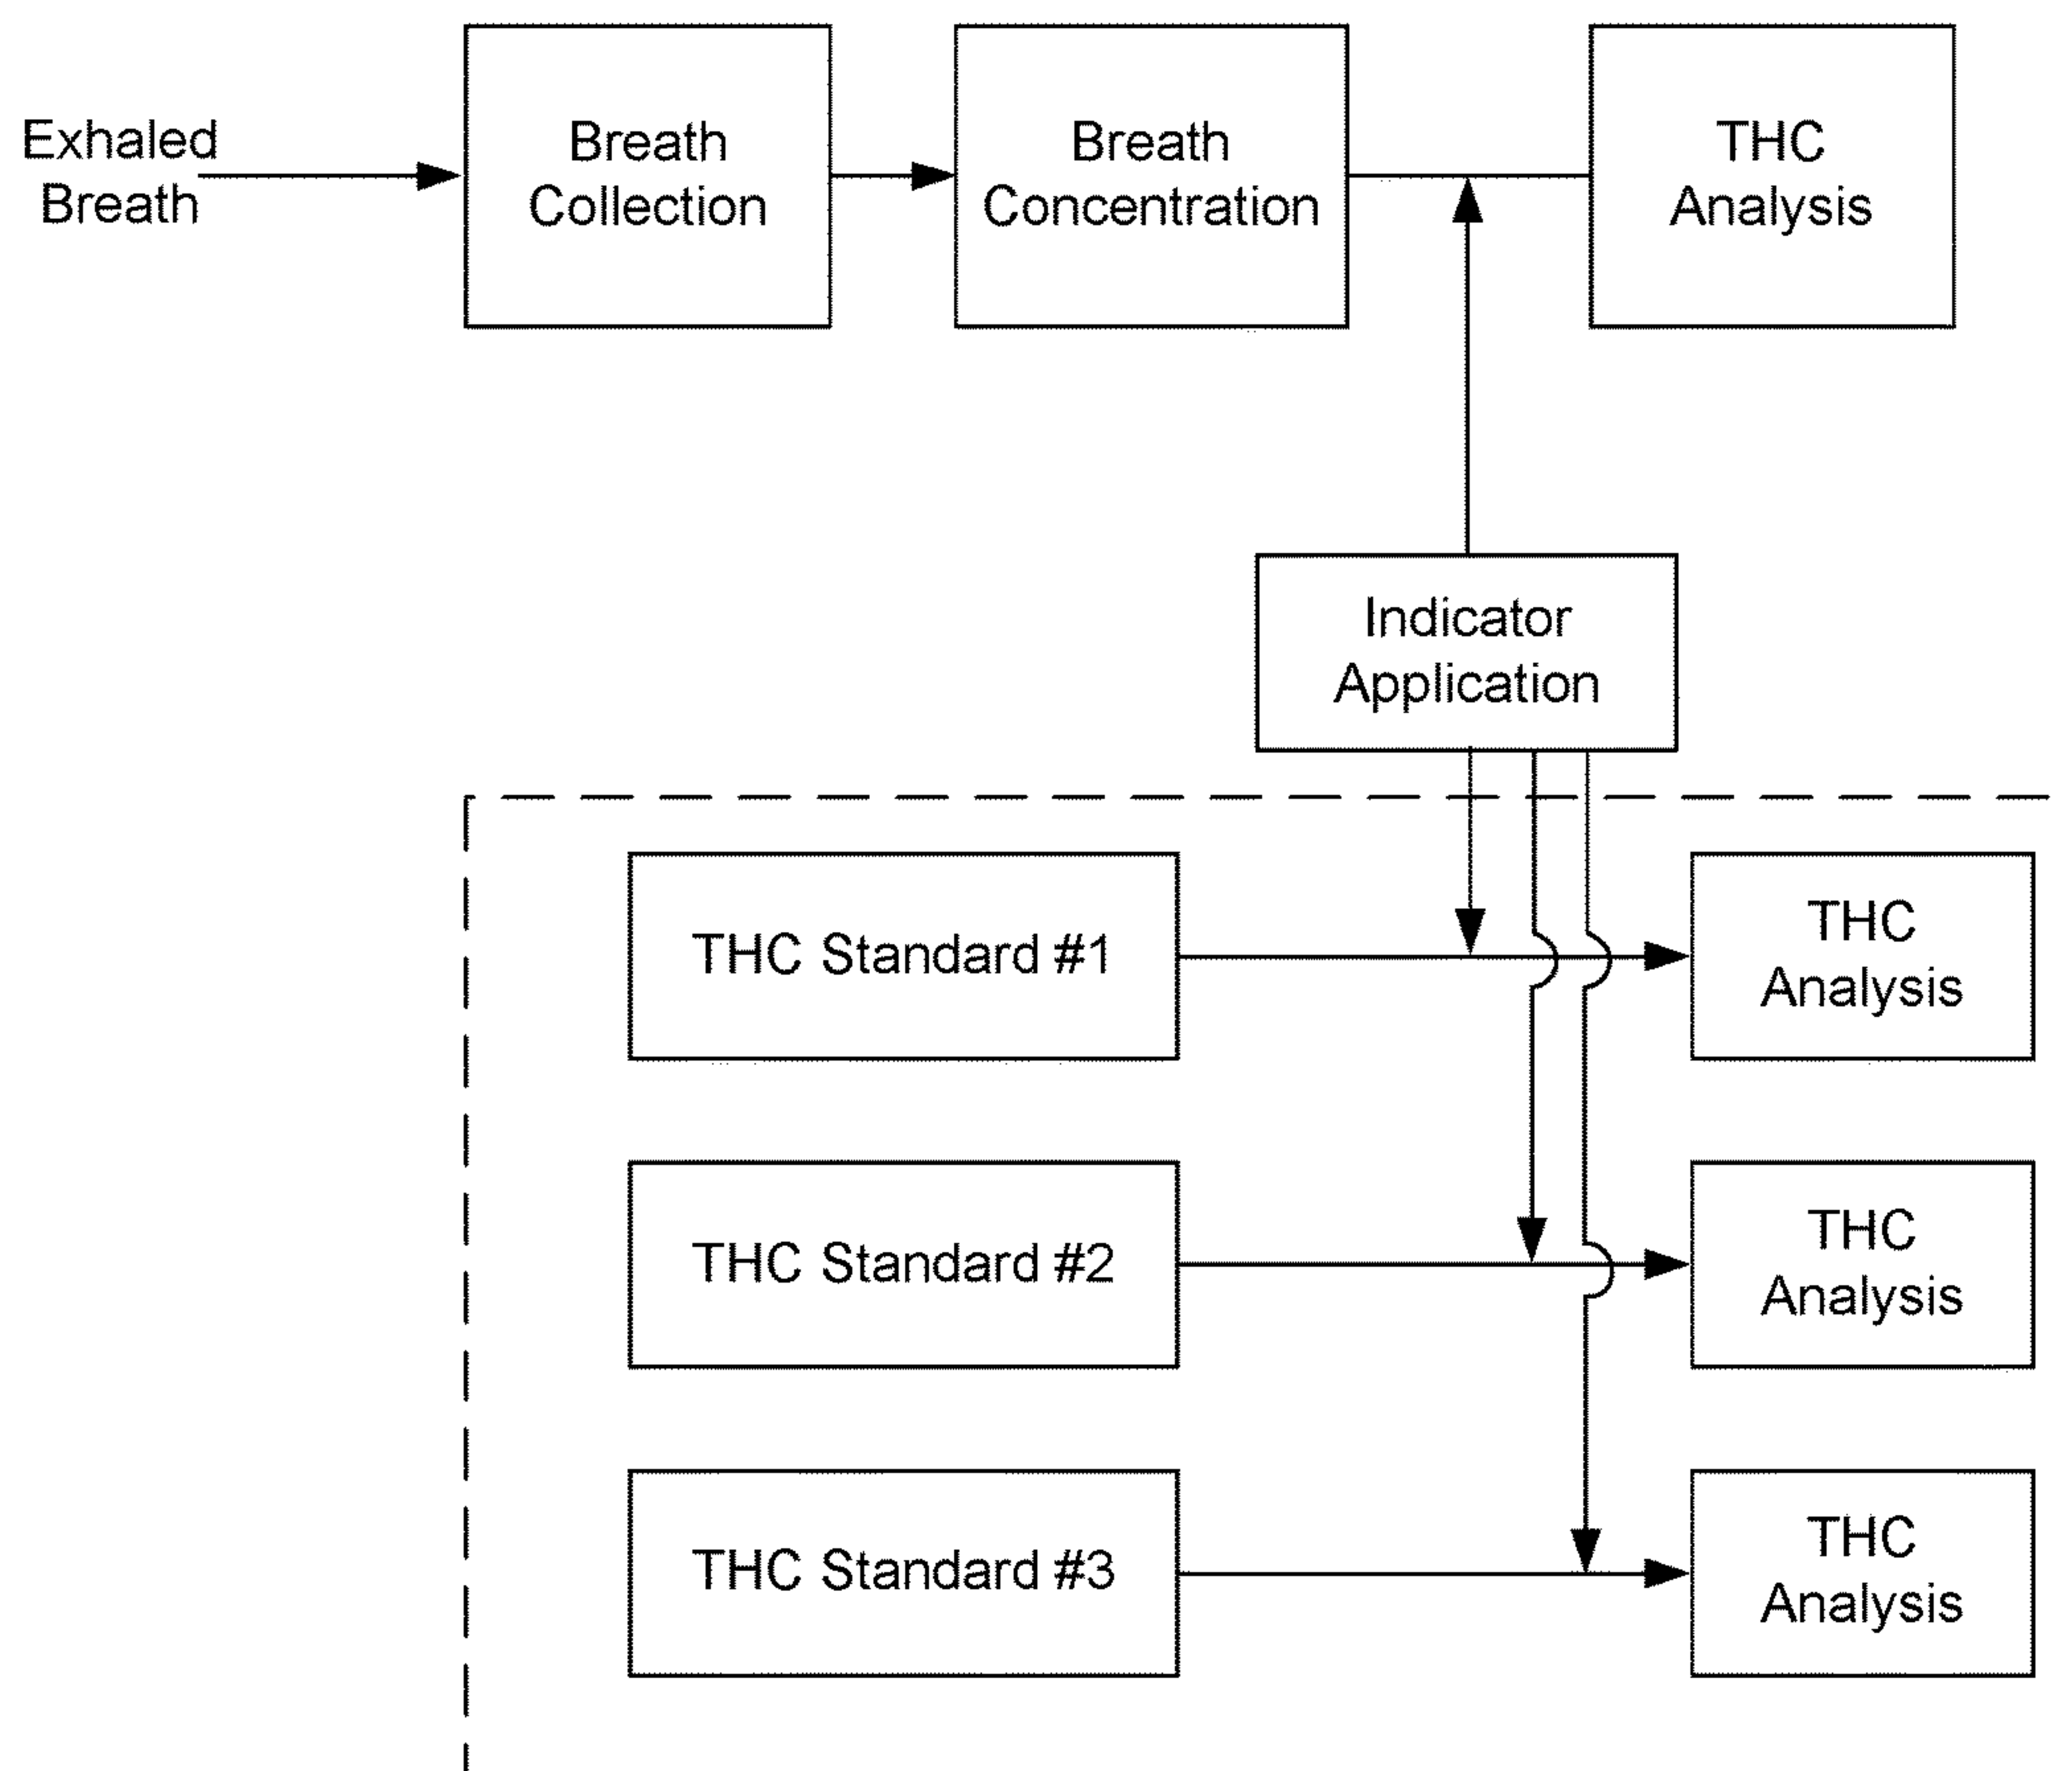 Exhaled
Breath
Breath
Collection
Breath
Concentration
THC
Analysis
Indicator
Application
THC Standard #1
THC
Analysis
THC Standard #2
THC
Analysis
THC Standard #3
THC
Analysis